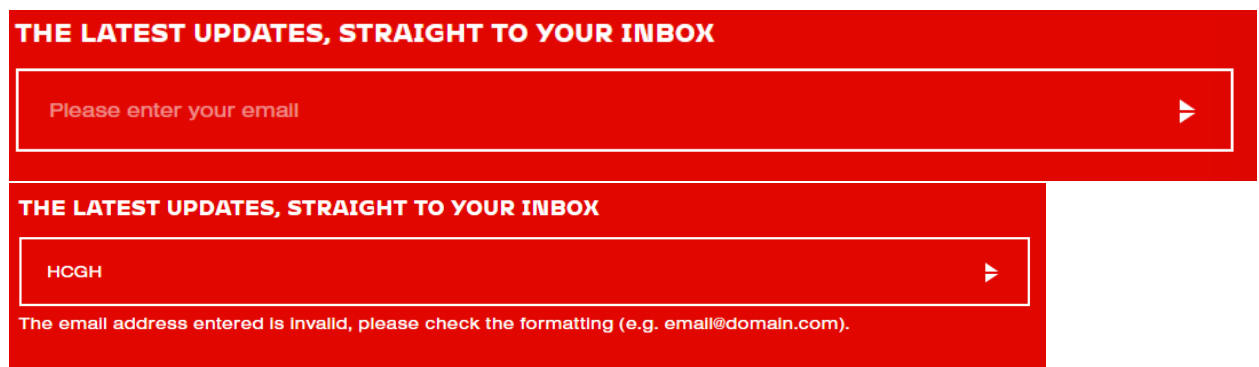 THE LATEST UPDATES, STRAIGHT TO YOUR INBOX
Please enter your email
THE LATEST UPDATES, STRAIGHT TO YOUR INBOX
HCGH
The email address entered is invalid, please check the formatting (e.g. email@domain.com).